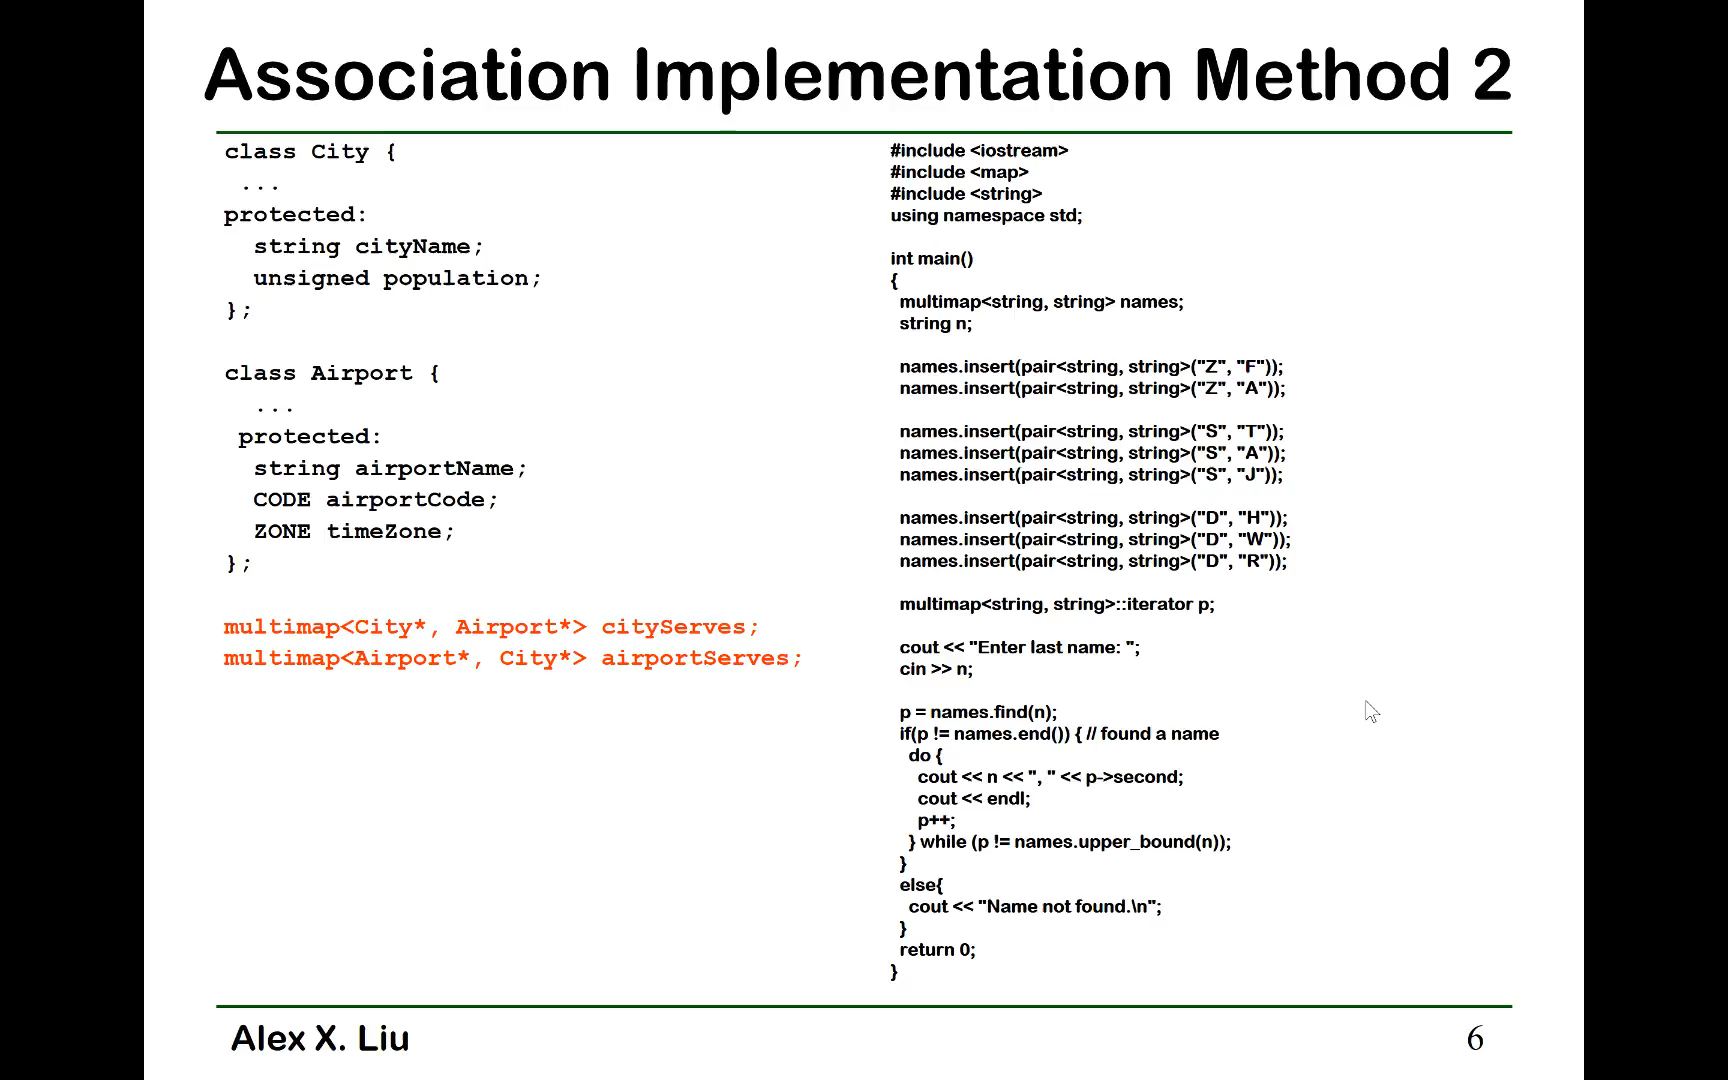 Association Implementation Method 2
class City {
...
protected:
string cityName;
unsigned population;
};
class Airport {
...
protected:
string airportName;
CODE airportCode;
ZONE timeZone;
};
multimap<City*, Airport*> cityServes;
multimap<Airport*, City*> airportServes;
#include <iostream>
#include <map>
#include <string>
using namespace std;
int main()
{
multimap<string, string> names;
string n;
names.insert(pair<string, string>("Z", "F"));
names.insert(pair<string, string>("Z", "A"));
names.insert(pair<string, string>("S", "T"));
names.insert(pair<string, string>("S", "A"));
names.insert(pair<string, string>("S", "J"));
names.insert(pair<string, string>("D", "H"));
names.insert(pair<string, string>("D", "W"));
names.insert(pair<string, string>("D", "R"));
multimap<string, string>::iterator p;
cout << "Enter last name: ";
cin >> n;
p = names.find(n);
if(p != names.end()) { // found a name
do {
cout << n << ", " << p->second;
cout << endl;
p++;
} while (p != names.upper_bound(n));
}
else{
cout << "Name not found.\n";
}
return 0;
}
Alex X. Liu
6